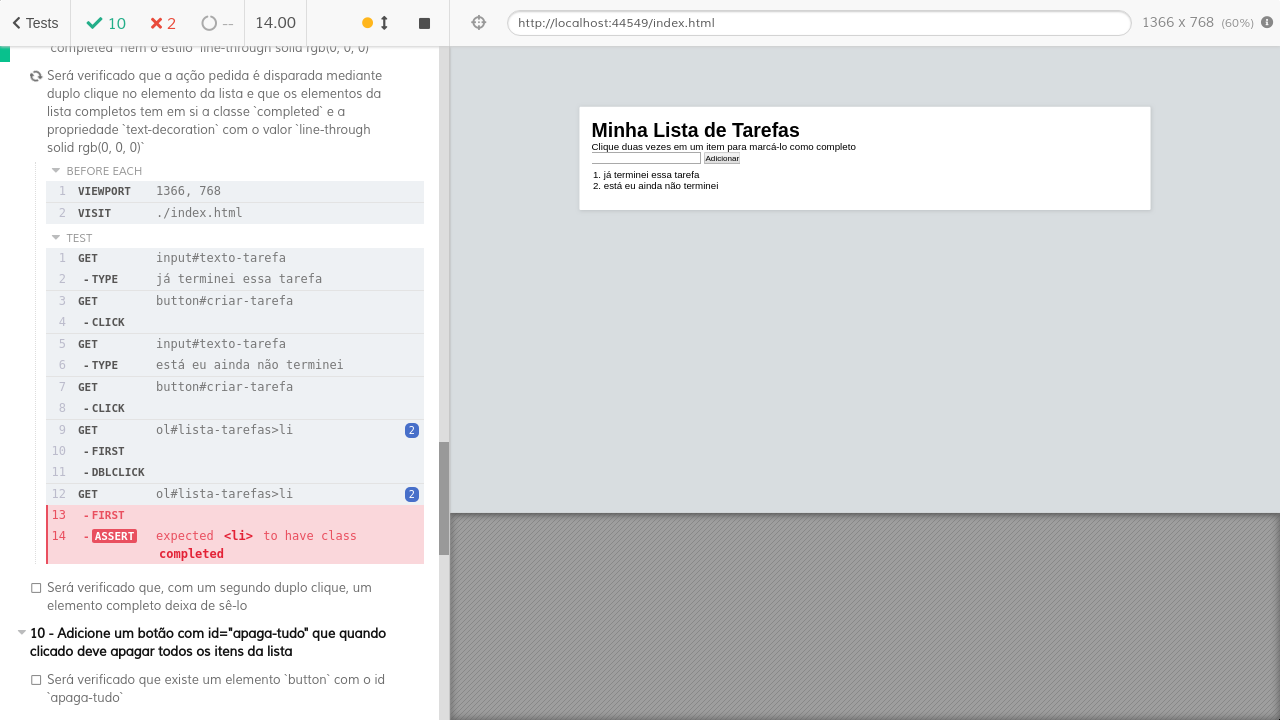 Tests
10
2
--
14.00
http://localhost:44549/index.html
1366 x 768 (60%)
`completed` nem o estilo `line-through solid rgb(0, 0, 0)`
Será verificado que a ação pedida é disparada mediante
duplo clique no elemento da lista e que os elementos da
lista completos tem em si a classe `completed` e a
propriedade `text-decoration` com o valor `line-through
solid rgb(0, 0, 0)`
BEFORE EACH
1 VIEWPORT 1366, 768
2 VISIT ./index.html
TEST
1 GET input#texto-tarefa
2 - TYPE já terminei essa tarefa
3 GET button#criar-tarefa
4 - CLICK
5 GET input#texto-tarefa
6 - TYPE está eu ainda não terminei
7 GET button#criar-tarefa
8 - CLICK
9 GET ol#lista-tarefas>li 2
10 - FIRST
11 - DBLCLICK
12 GET ol#lista-tarefas>li 2
13 - FIRST
14 - ASSERT expected <li> to have class
completed
Será verificado que, com um segundo duplo clique, um
elemento completo deixa de sê-lo
10 - Adicione um botão com id="apaga-tudo" que quando
clicado deve apagar todos os itens da lista
Será verificado que existe um elemento `button` com o id
`apaga-tudo`
Minha Lista de Tarefas
Clique duas vezes em um item para marcá-lo como completo
Adicionar
1. já terminei essa tarefa
2. está eu ainda não terminei